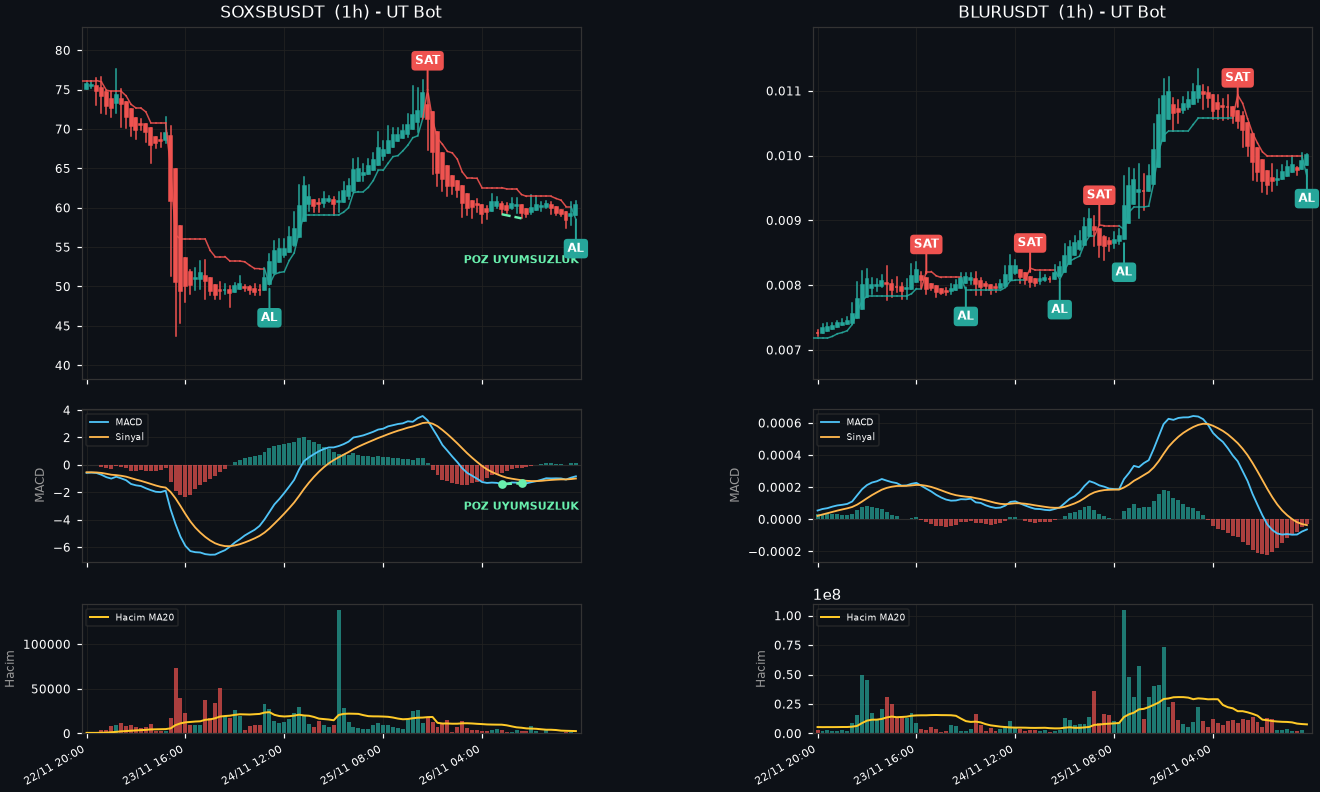 SOXSBUSDT (1h) - UT Bot
80
75
70
65
60
55
50
45
40
SAT
AL
AL
POZ UYUMSUZLUK
MACD
4
2
0
−2
−4
−6
MACD
Sinyal
POZ UYUMSUZLUK
Hacim
100000
50000
0
Hacim MA20
22/11 20:00
23/11 16:00
24/11 12:00
25/11 08:00
26/11 04:00
BLURUSDT (1h) - UT Bot
0.011
0.010
0.009
0.008
0.007
SAT
SAT
SAT
SAT
AL
AL
AL
AL
MACD
0.0006
0.0004
0.0002
0.0000
−0.0002
MACD
Sinyal
1e8
Hacim
1.00
0.75
0.50
0.25
0.00
Hacim MA20
22/11 20:00
23/11 16:00
24/11 12:00
25/11 08:00
26/11 04:00